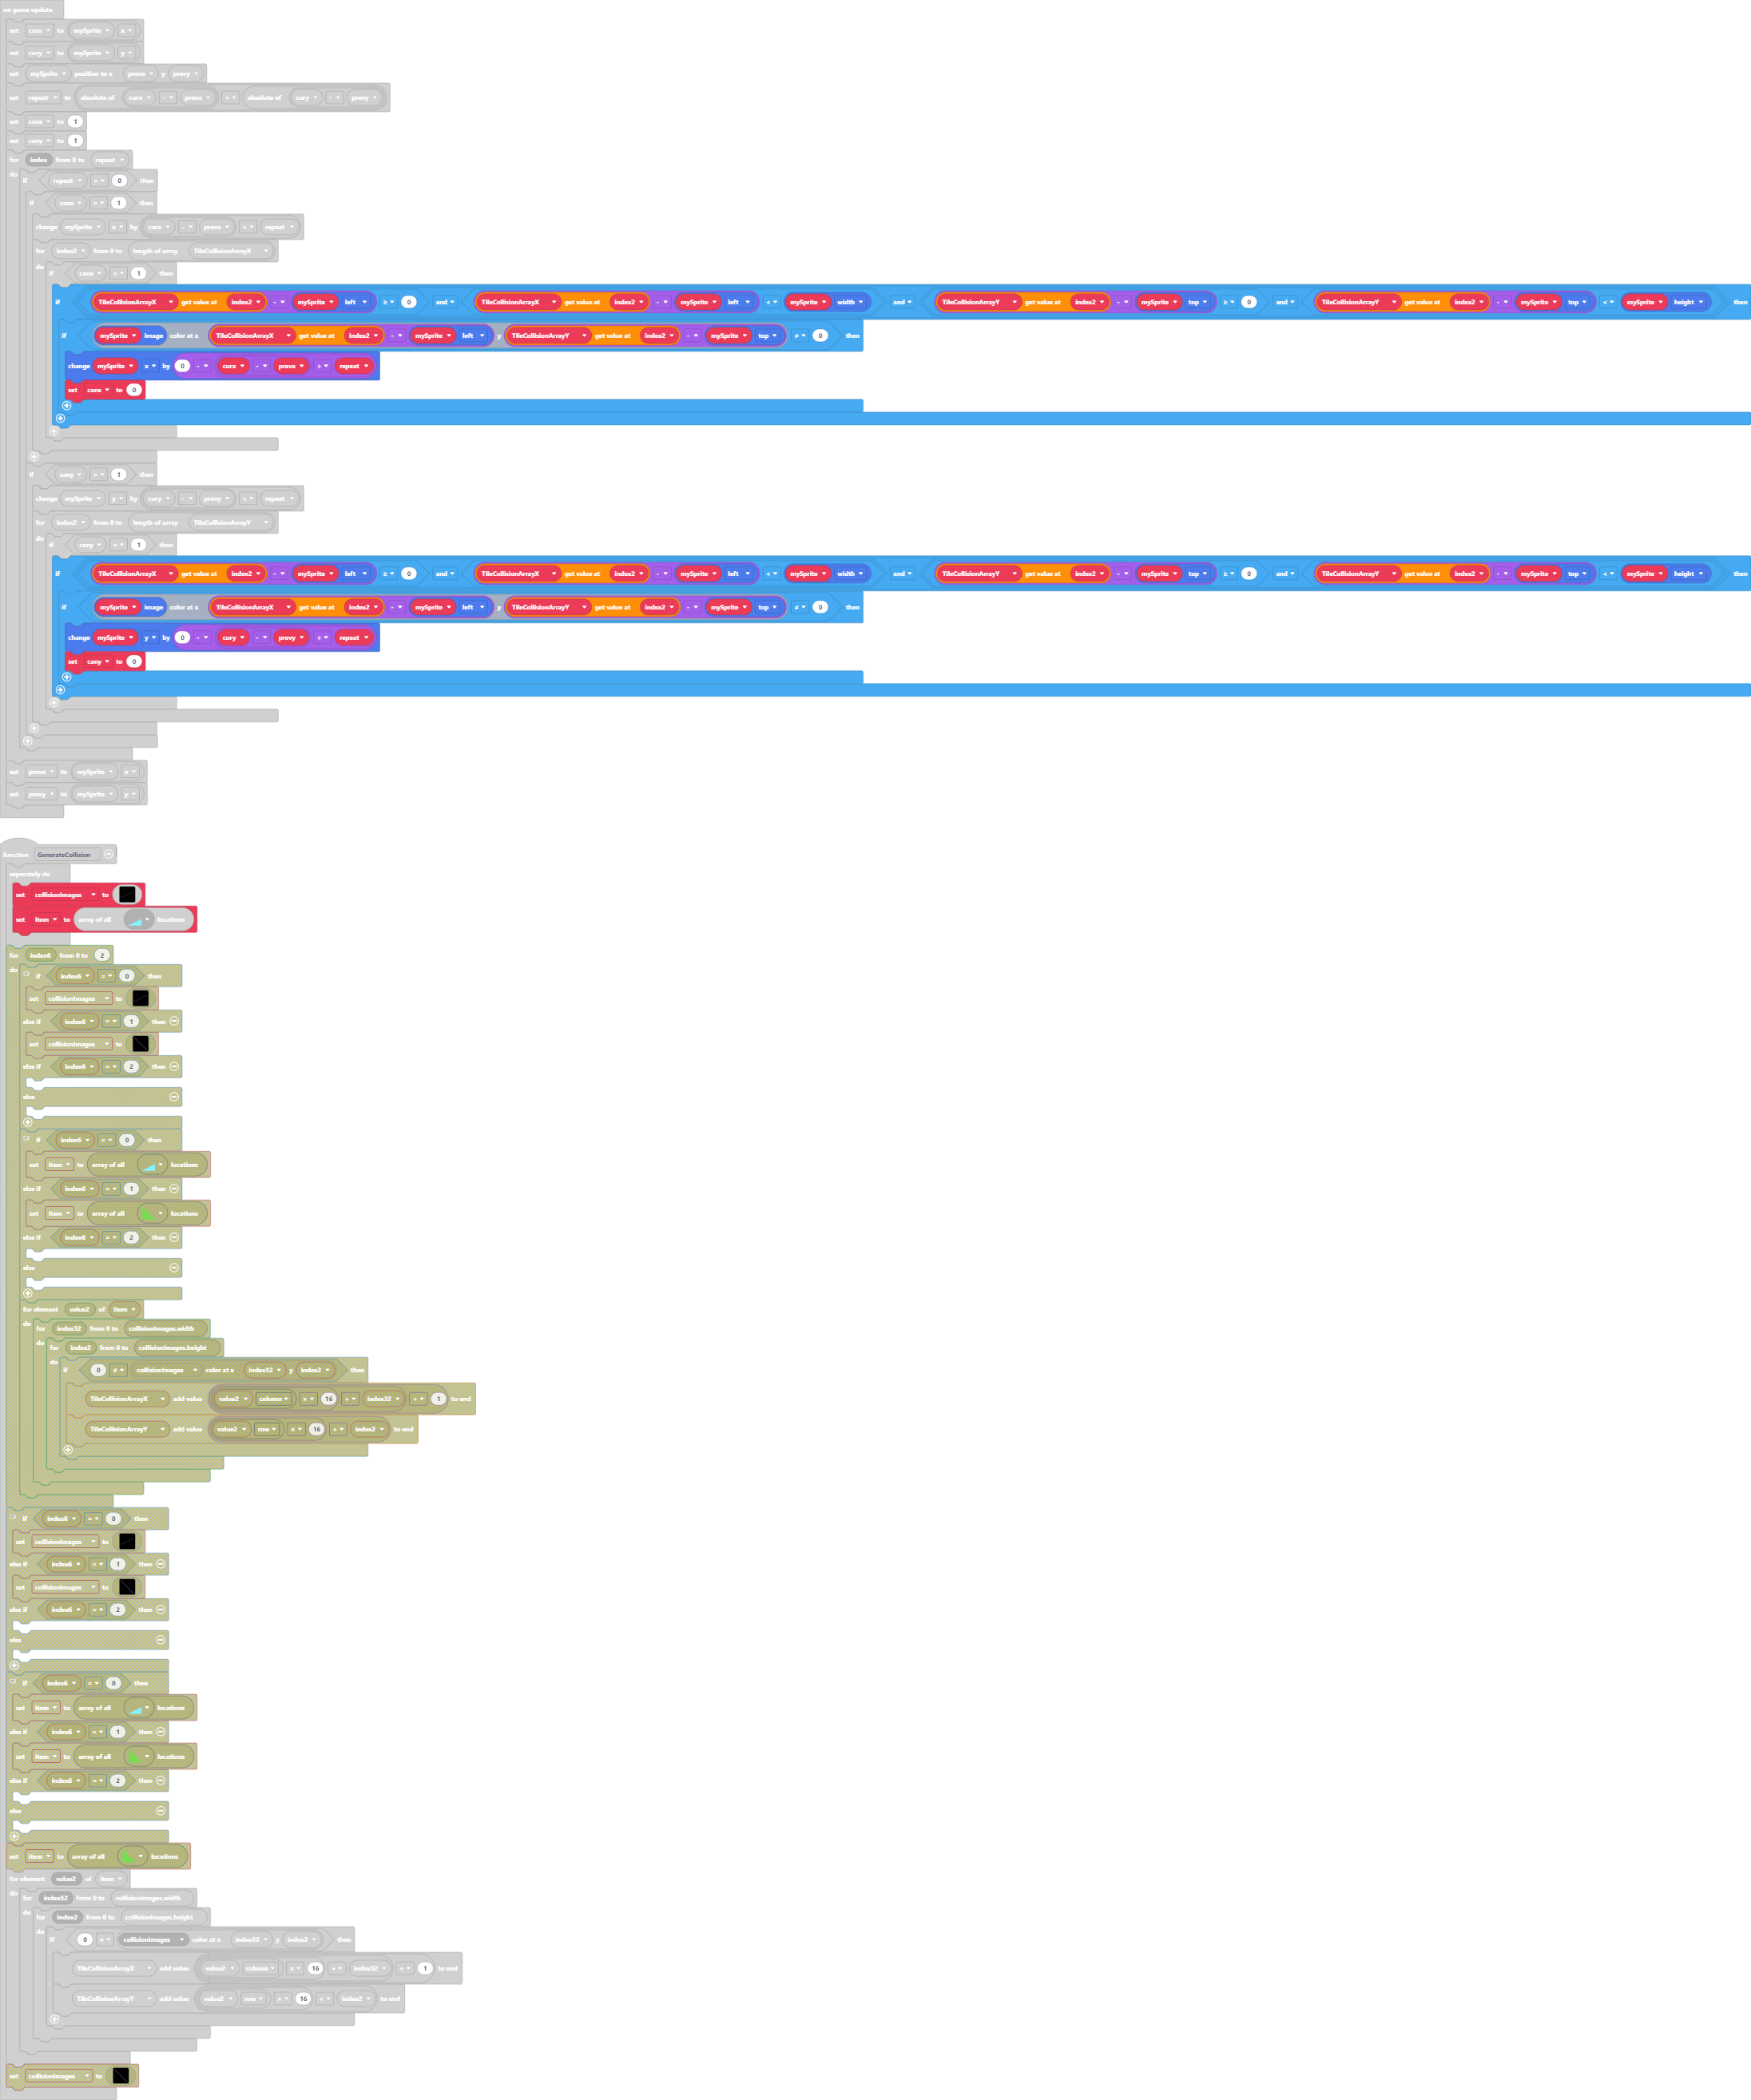 on game update
set curx to mySprite x
set cury to mySprite y
set mySprite position to x prevx y prevy
set repeat to absolute of curx - prevx + absolute of cury - prevy
set canx to 1
set cany to 1
for index from 0 to repeat
do if repeat ≠ 0 then
if canx = 1 then
change mySprite x by curx - prevx ÷ repeat
for index2 from 0 to length of array TileCollisionArrayX
do if canx = 1 then
if TileCollisionArrayX get value at index2 - mySprite left ≥ 0 and TileCollisionArrayX get value at index2 - mySprite left < mySprite width and TileCollisionArrayY get value at index2 - mySprite top ≥ 0 and TileCollisionArrayY get value at index2 - mySprite top < mySprite height then
if mySprite image color at x TileCollisionArrayX get value at index2 - mySprite left y TileCollisionArrayY get value at index2 - mySprite top ≠ 0 then
change mySprite x by 0 - curx - prevx ÷ repeat
set canx to 0
if cany = 1 then
change mySprite y by cury - prevy ÷ repeat
for index2 from 0 to length of array TileCollisionArrayY
do if cany = 1 then
if TileCollisionArrayX get value at index2 - mySprite left ≥ 0 and TileCollisionArrayX get value at index2 - mySprite left < mySprite width and TileCollisionArrayY get value at index2 - mySprite top ≥ 0 and TileCollisionArrayY get value at index2 - mySprite top < mySprite height then
if mySprite image color at x TileCollisionArrayX get value at index2 - mySprite left y TileCollisionArrayY get value at index2 - mySprite top ≠ 0 then
change mySprite y by 0 - cury - prevy ÷ repeat
set cany to 0
set prevx to mySprite x
set prevy to mySprite y
function GenerateCollision
separately do
set collisionImages to
set item to array of all locations
for index6 from 0 to 2
do if index6 = 0 then
set collisionImages to
else if index6 = 1 then
set collisionImages to
else if index6 = 2 then
else
if index6 = 0 then
set item to array of all locations
else if index6 = 1 then
set item to array of all locations
else if index6 = 2 then
else
for element value2 of item
do for index32 from 0 to collisionImages.width
do for index2 from 0 to collisionImages.height
do if 0 ≠ collisionImages color at x index32 y index2 then
TileCollisionArrayX add value value2 column × 16 + index32 + 1 to end
TileCollisionArrayY add value value2 row × 16 + index2 to end
if index6 = 0 then
set collisionImages to
else if index6 = 1 then
set collisionImages to
else if index6 = 2 then
else
if index6 = 0 then
set item to array of all locations
else if index6 = 1 then
set item to array of all locations
else if index6 = 2 then
else
set item to array of all locations
for element value2 of item
do for index32 from 0 to collisionImages.width
do for index2 from 0 to collisionImages.height
do if 0 ≠ collisionImages color at x index32 y index2 then
TileCollisionArrayX add value value2 column × 16 + index32 + 1 to end
TileCollisionArrayY add value value2 row × 16 + index2 to end
set collisionImages to